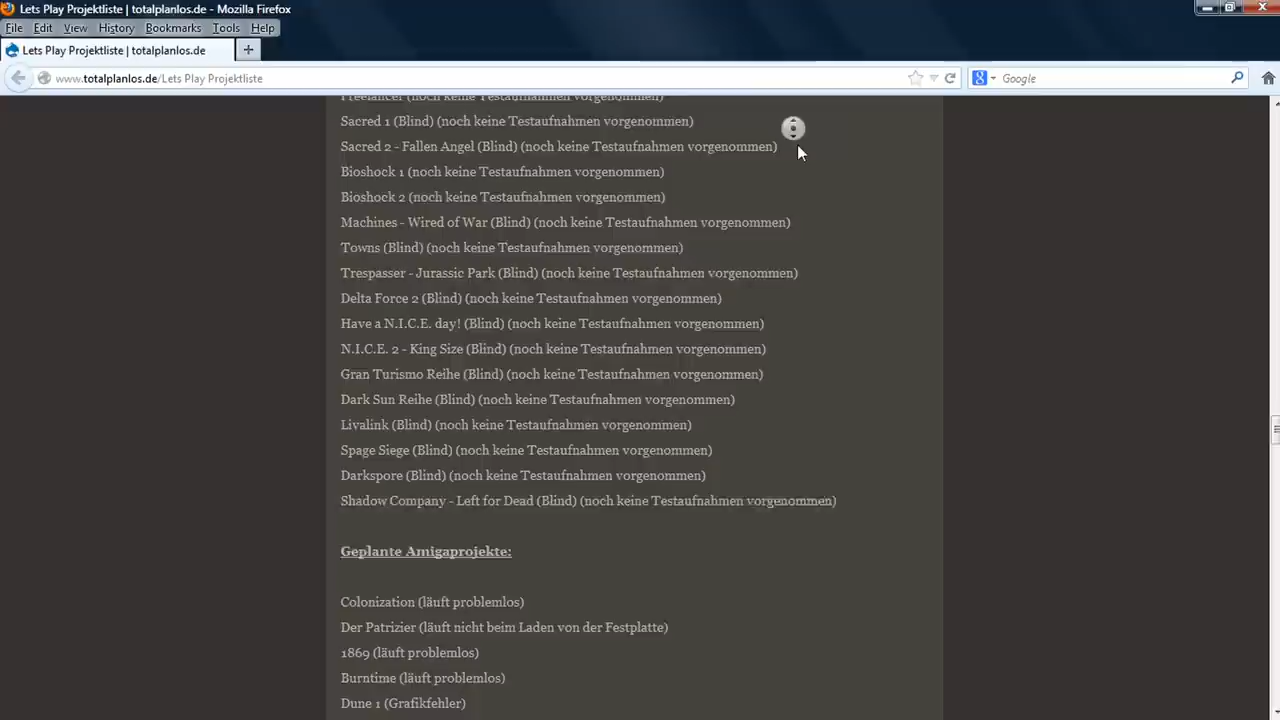 Lets Play Projektliste | totalplanlos.de - Mozilla Firefox
File Edit View History Bookmarks Tools Help
Lets Play Projektliste | totalplanlos.de
www.totalplanlos.de/Lets Play Projektliste
Google
Freelancer (noch keine Testaufnahmen vorgenommen)
Sacred 1 (Blind) (noch keine Testaufnahmen vorgenommen)
Sacred 2 - Fallen Angel (Blind) (noch keine Testaufnahmen vorgenommen)
Bioshock 1 (noch keine Testaufnahmen vorgenommen)
Bioshock 2 (noch keine Testaufnahmen vorgenommen)
Machines - Wired of War (Blind) (noch keine Testaufnahmen vorgenommen)
Towns (Blind) (noch keine Testaufnahmen vorgenommen)
Trespasser - Jurassic Park (Blind) (noch keine Testaufnahmen vorgenommen)
Delta Force 2 (Blind) (noch keine Testaufnahmen vorgenommen)
Have a N.I.C.E. day! (Blind) (noch keine Testaufnahmen vorgenommen)
N.I.C.E. 2 - King Size (Blind) (noch keine Testaufnahmen vorgenommen)
Gran Turismo Reihe (Blind) (noch keine Testaufnahmen vorgenommen)
Dark Sun Reihe (Blind) (noch keine Testaufnahmen vorgenommen)
Livalink (Blind) (noch keine Testaufnahmen vorgenommen)
Spage Siege (Blind) (noch keine Testaufnahmen vorgenommen)
Darkspore (Blind) (noch keine Testaufnahmen vorgenommen)
Shadow Company - Left for Dead (Blind) (noch keine Testaufnahmen vorgenommen)
Geplante Amigaprojekte:
Colonization (läuft problemlos)
Der Patrizier (läuft nicht beim Laden von der Festplatte)
1869 (läuft problemlos)
Burntime (läuft problemlos)
Dune 1 (Grafikfehler)